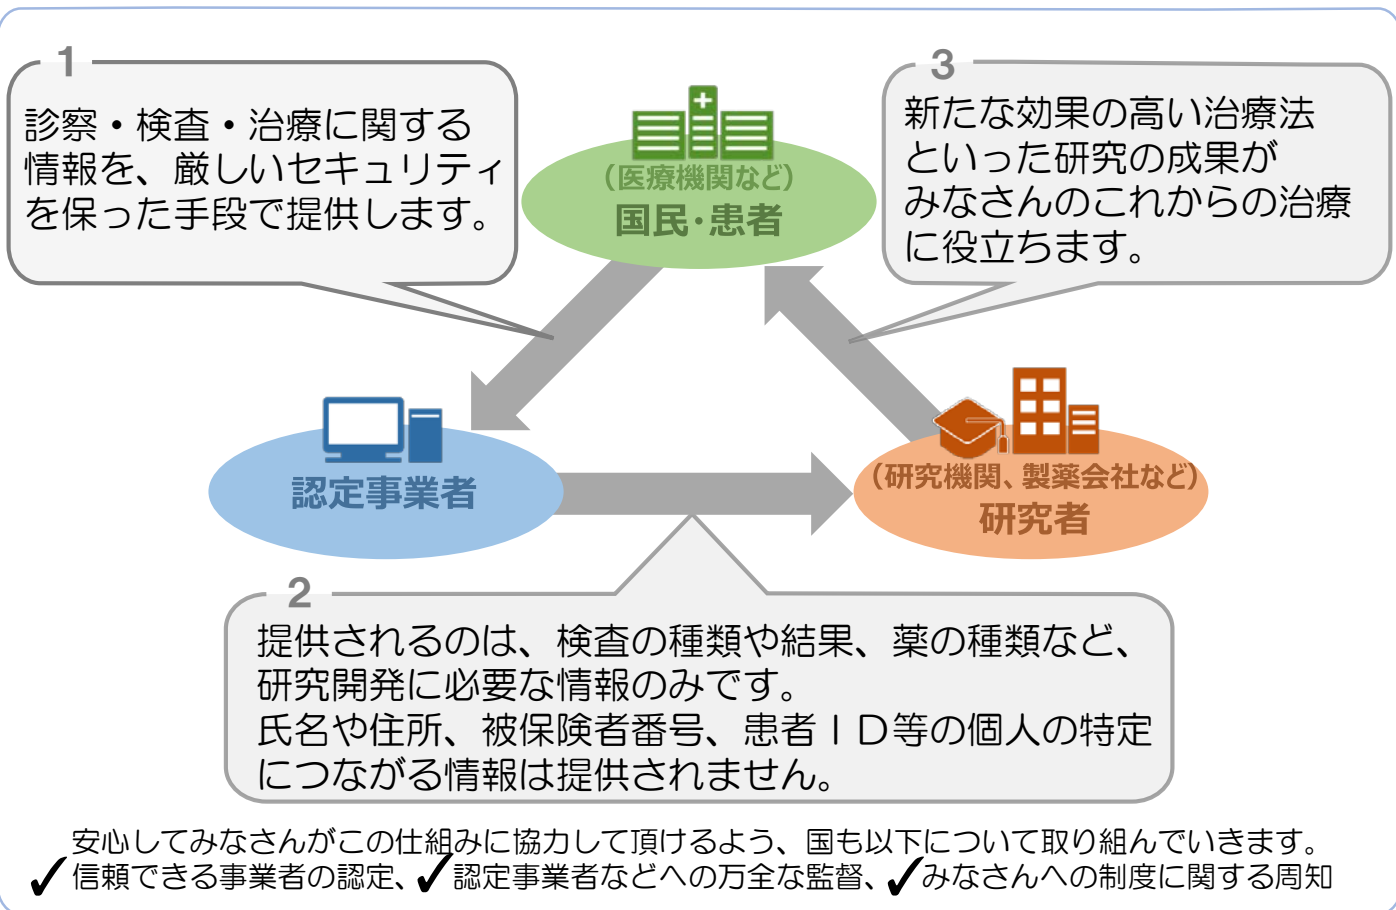 1
診察・検査・治療に関する
情報を、厳しいセキュリティ
を保った手段で提供します。
(医療機関など)
国民・患者
3
新たな効果の高い治療法
といった研究の成果が
みなさんのこれからの治療
に役立ちます。
認定事業者
(研究機関、製薬会社など)
研究者
2
提供されるのは、検査の種類や結果、薬の種類など、
研究開発に必要な情報のみです。
氏名や住所、被保険者番号、患者ＩＤ等の個人の特定
につながる情報は提供されません。
安心してみなさんがこの仕組みに協力して頂けるよう、国も以下について取り組んでいきます。
✓信頼できる事業者の認定、✓認定事業者などへの万全な監督、✓みなさんへの制度に関する周知